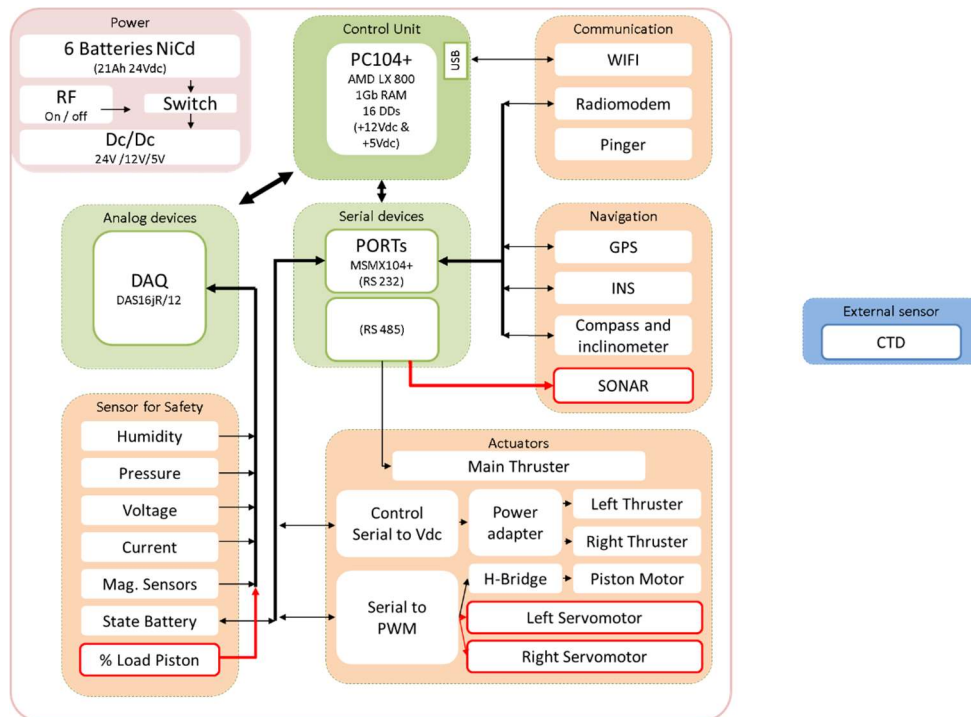 Power
6 Batteries NiCd
(21Ah 24Vdc)
RF
On / off
Switch
Dc/Dc
24V /12V/5V
Control Unit
PC104+
AMD LX 800
1Gb RAM
16 DDs
(+12Vdc &
+5Vdc)
USB
Communication
WIFI
Radiomodem
Pinger
Analog devices
DAQ
DAS16jR/12
Serial devices
PORTs
MSMX104+
(RS 232)
(RS 485)
Navigation
GPS
INS
Compass and
inclinometer
SONAR
External sensor
CTD
Sensor for Safety
Humidity
Pressure
Voltage
Current
Mag. Sensors
State Battery
% Load Piston
Actuators
Main Thruster
Control
Serial to Vdc
Power
adapter
Left Thruster
Right Thruster
Serial to
PWM
H-Bridge
Piston Motor
Left Servomotor
Right Servomotor